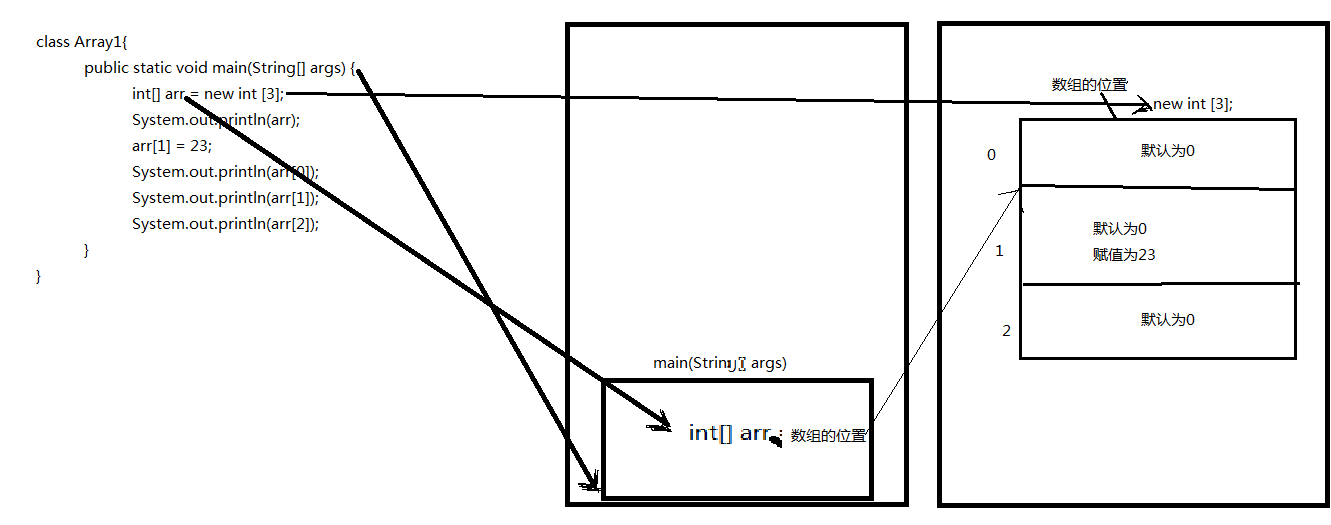 class Array1{
public static void main(String[] args) {
int[] arr = new int [3];
System.out.println(arr);
arr[1] = 23;
System.out.println(arr[0]);
System.out.println(arr[1]);
System.out.println(arr[2]);
}
}
main(String[] args)
int[] arr : 数组的位置
数组的位置
new int [3];
0
默认为0
1
默认为0
赋值为23
2
默认为0